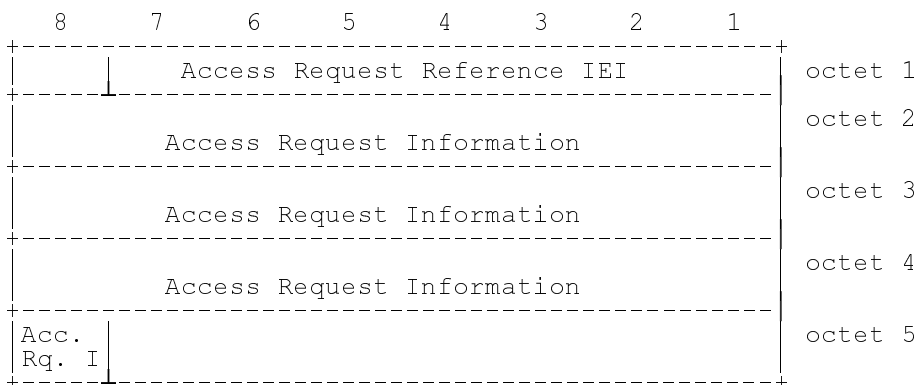 8 7 6 5 4 3 2 1
Access Request Reference IEI octet 1
octet 2
Access Request Information
octet 3
Access Request Information
octet 4
Access Request Information
Acc. octet 5
Rq. I